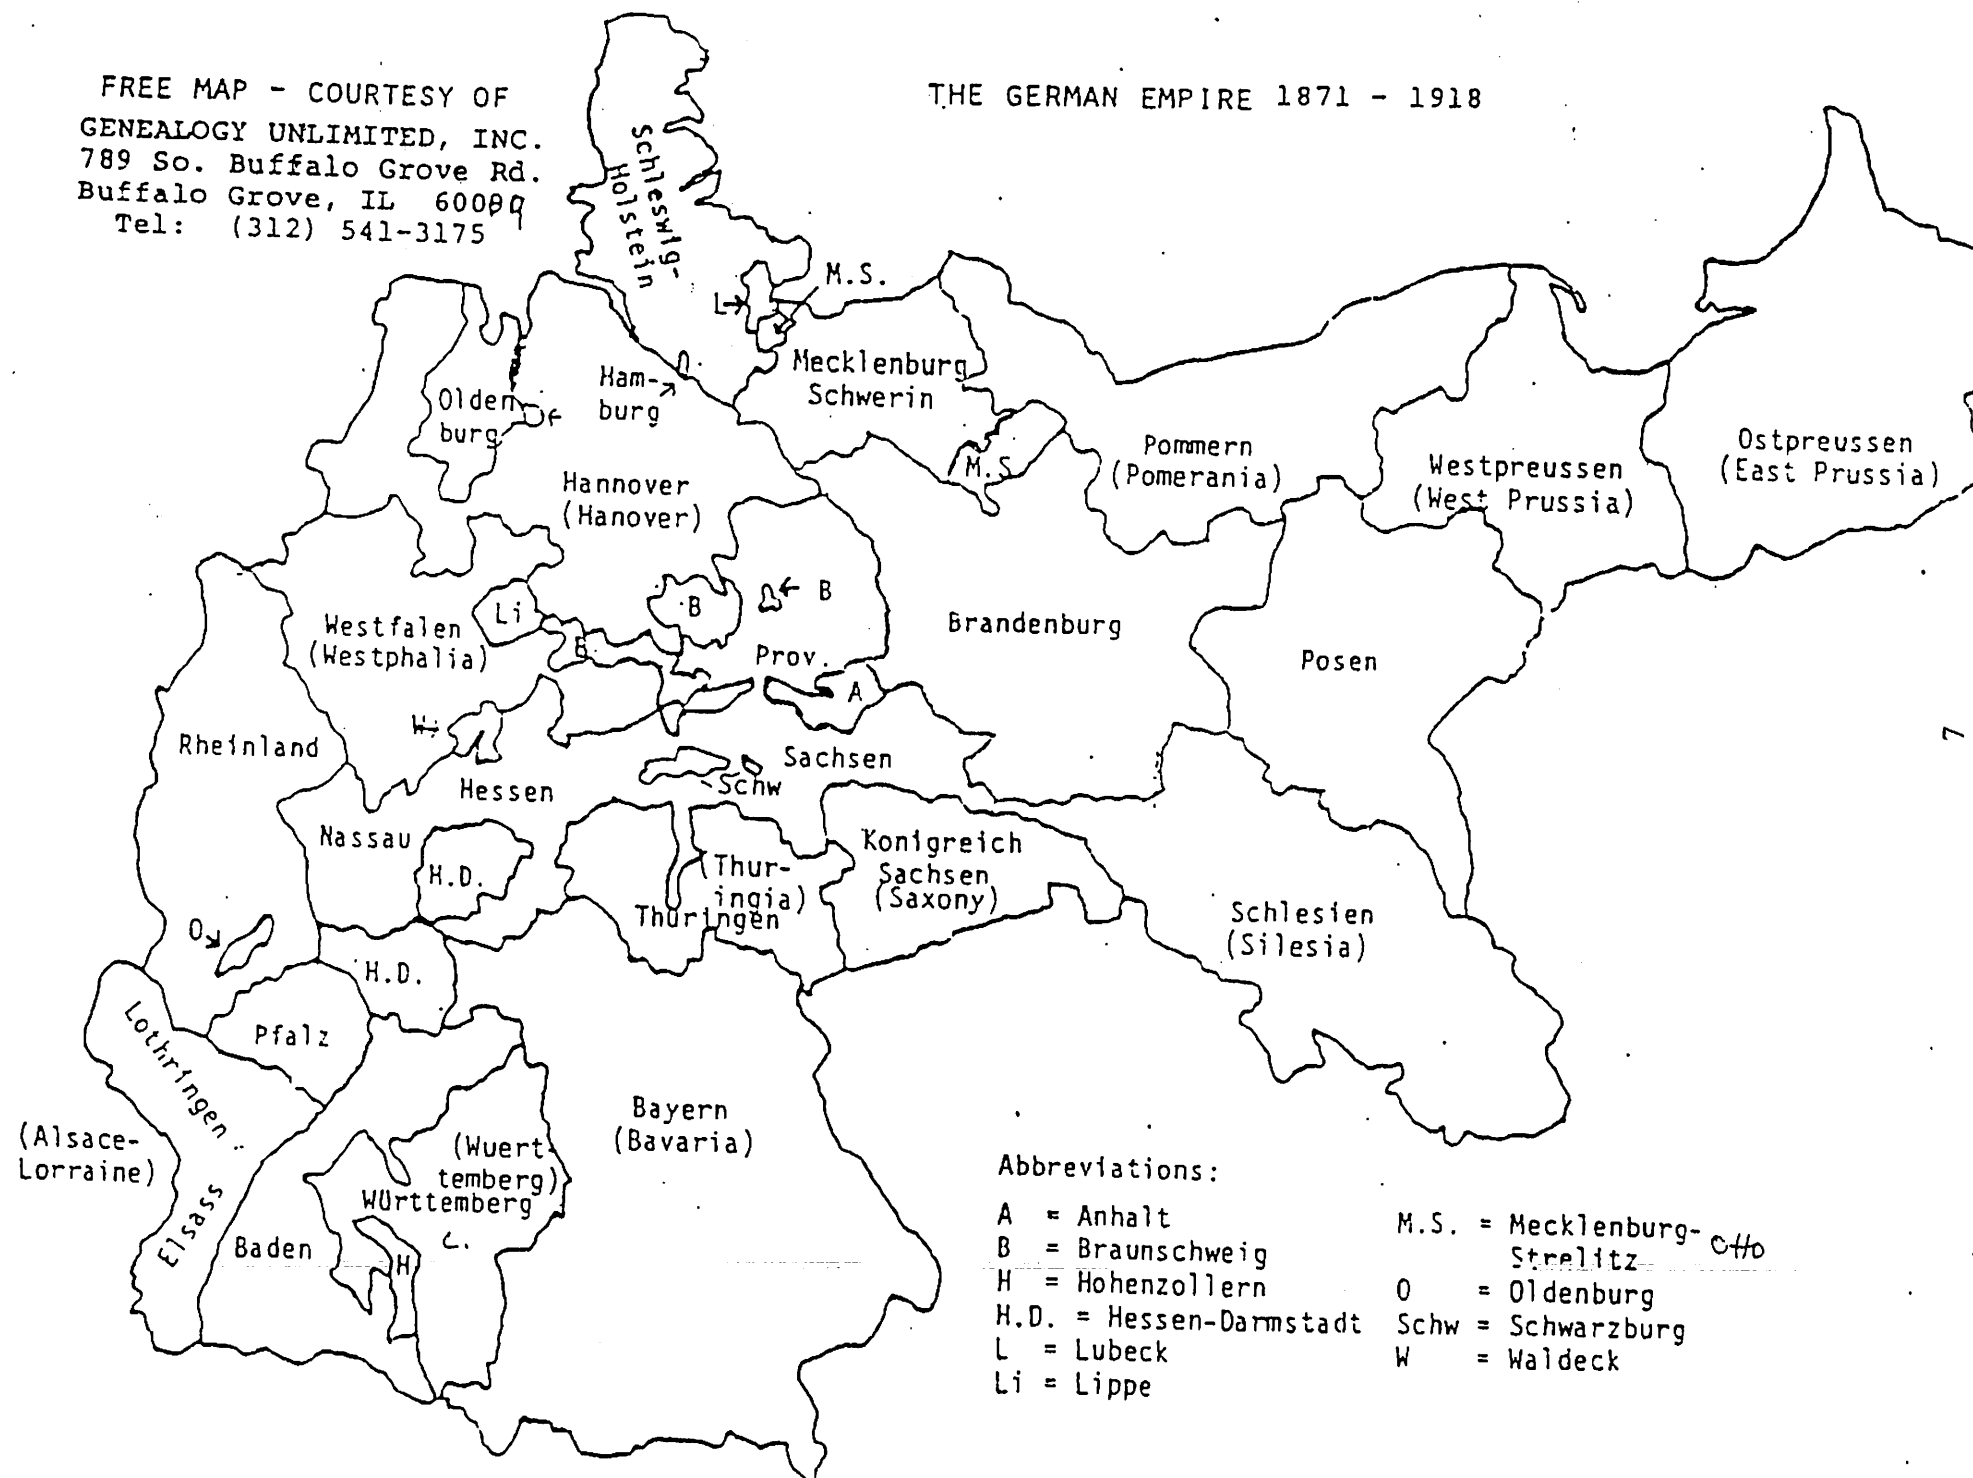 FREE MAP - COURTESY OF
GENEALOGY UNLIMITED, INC.
789 So. Buffalo Grove Rd.
Buffalo Grove, IL 60089
Tel: (312) 541-3175
THE GERMAN EMPIRE 1871 - 1918
Schleswig-
Holstein
L
M.S.
Mecklenburg
Schwerin
Ham-
burg
Olden
burg
M.S.
Pommern
(Pomerania)
Westpreussen
(West Prussia)
Ostpreussen
(East Prussia)
Hannover
(Hanover)
Li
B
B
B
Westfalen
(Westphalia)
Brandenburg
Posen
Prov.
Sachsen
A
W
Rheinland
Schw
Hessen
Nassau
H.D.
(Thur-
ingia)
Thüringen
Konigreich
Sachsen
(Saxony)
Schlesien
(Silesia)
O
H.D.
Pfalz
Lothringen
Elsass
(Alsace-
Lorraine)
Bayern
(Bavaria)
(Wuert-
temberg)
Württemberg
Baden
H
7
Abbreviations:
A = Anhalt
B = Braunschweig
H = Hohenzollern
H.D. = Hessen-Darmstadt
L = Lubeck
Li = Lippe
M.S. = Mecklenburg-
Strelitz
O = Oldenburg
Schw = Schwarzburg
W = Waldeck